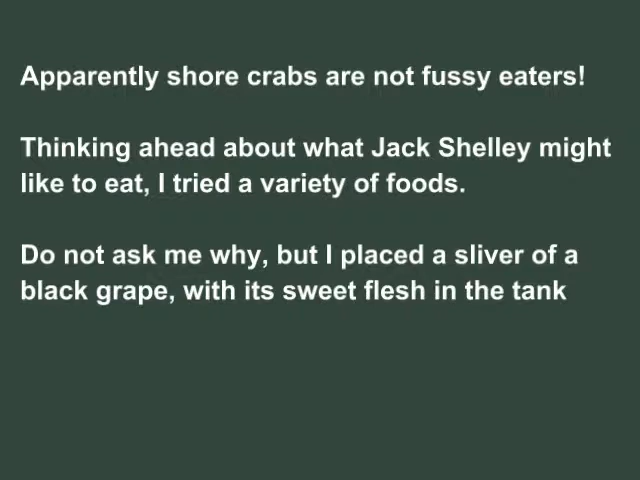 Apparently shore crabs are not fussy eaters!
Thinking ahead about what Jack Shelley might
like to eat, I tried a variety of foods.
Do not ask me why, but I placed a sliver of a
black grape, with its sweet flesh in the tank